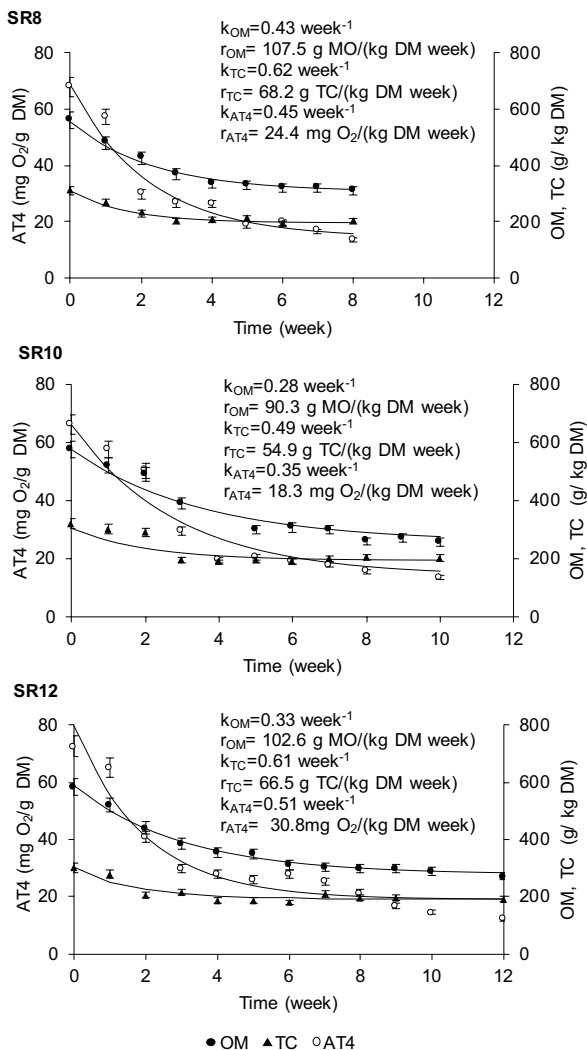 SR8
k_OM=0.43 week⁻¹
r_OM= 107.5 g MO/(kg DM week)
k_TC=0.62 week⁻¹
r_TC= 68.2 g TC/(kg DM week)
k_AT4=0.45 week⁻¹
r_AT4= 24.4 mg O₂/(kg DM week)
AT4 (mg O₂/g DM)
80
60
40
20
0
800
600
400
200
0
OM, TC (g/ kg DM)
0 2 4 6 8 10 12
Time (week)
SR10
k_OM=0.28 week⁻¹
r_OM= 90.3 g MO/(kg DM week)
k_TC=0.49 week⁻¹
r_TC= 54.9 g TC/(kg DM week)
k_AT4=0.35 week⁻¹
r_AT4= 18.3 mg O₂/(kg DM week)
AT4 (mg O₂/g DM)
80
60
40
20
0
800
600
400
200
0
OM, TC (g/ kg DM)
0 2 4 6 8 10 12
Time (week)
SR12
k_OM=0.33 week⁻¹
r_OM= 102.6 g MO/(kg DM week)
k_TC=0.61 week⁻¹
r_TC= 66.5 g TC/(kg DM week)
k_AT4=0.51 week⁻¹
r_AT4= 30.8mg O₂/(kg DM week)
AT4 (mg O₂/g DM)
80
60
40
20
0
800
600
400
200
0
OM, TC (g/ kg DM)
0 2 4 6 8 10 12
Time (week)
● OM ▲ TC ○ AT4